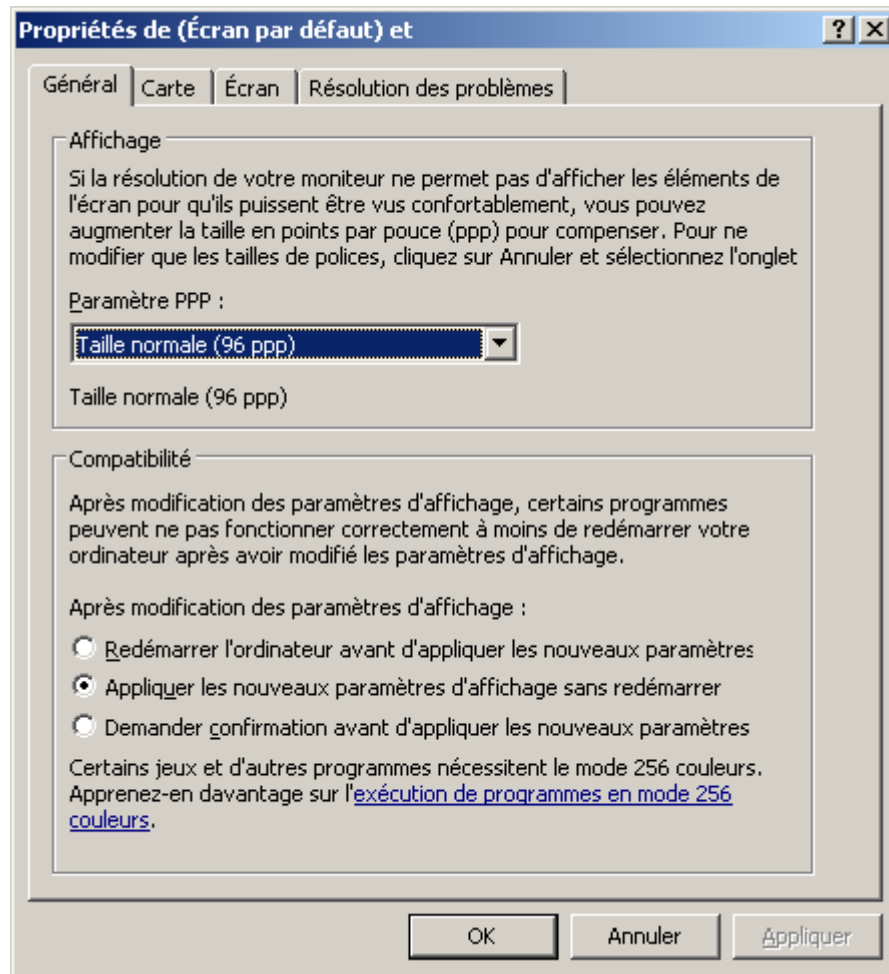 Propriétés de (Écran par défaut) et
Général
Carte
Écran
Résolution des problèmes
Affichage
Si la résolution de votre moniteur ne permet pas d'afficher les éléments de
l'écran pour qu'ils puissent être vus confortablement, vous pouvez
augmenter la taille en points par pouce (ppp) pour compenser. Pour ne
modifier que les tailles de polices, cliquez sur Annuler et sélectionnez l'onglet
Paramètre PPP :
Taille normale (96 ppp)
Taille normale (96 ppp)
Compatibilité
Après modification des paramètres d'affichage, certains programmes
peuvent ne pas fonctionner correctement à moins de redémarrer votre
ordinateur après avoir modifié les paramètres d'affichage.
Après modification des paramètres d'affichage :
Redémarrer l'ordinateur avant d'appliquer les nouveaux paramètres
Appliquer les nouveaux paramètres d'affichage sans redémarrer
Demander confirmation avant d'appliquer les nouveaux paramètres
Certains jeux et d'autres programmes nécessitent le mode 256 couleurs.
Apprenez-en davantage sur l'exécution de programmes en mode 256
couleurs.
OK
Annuler
Appliquer